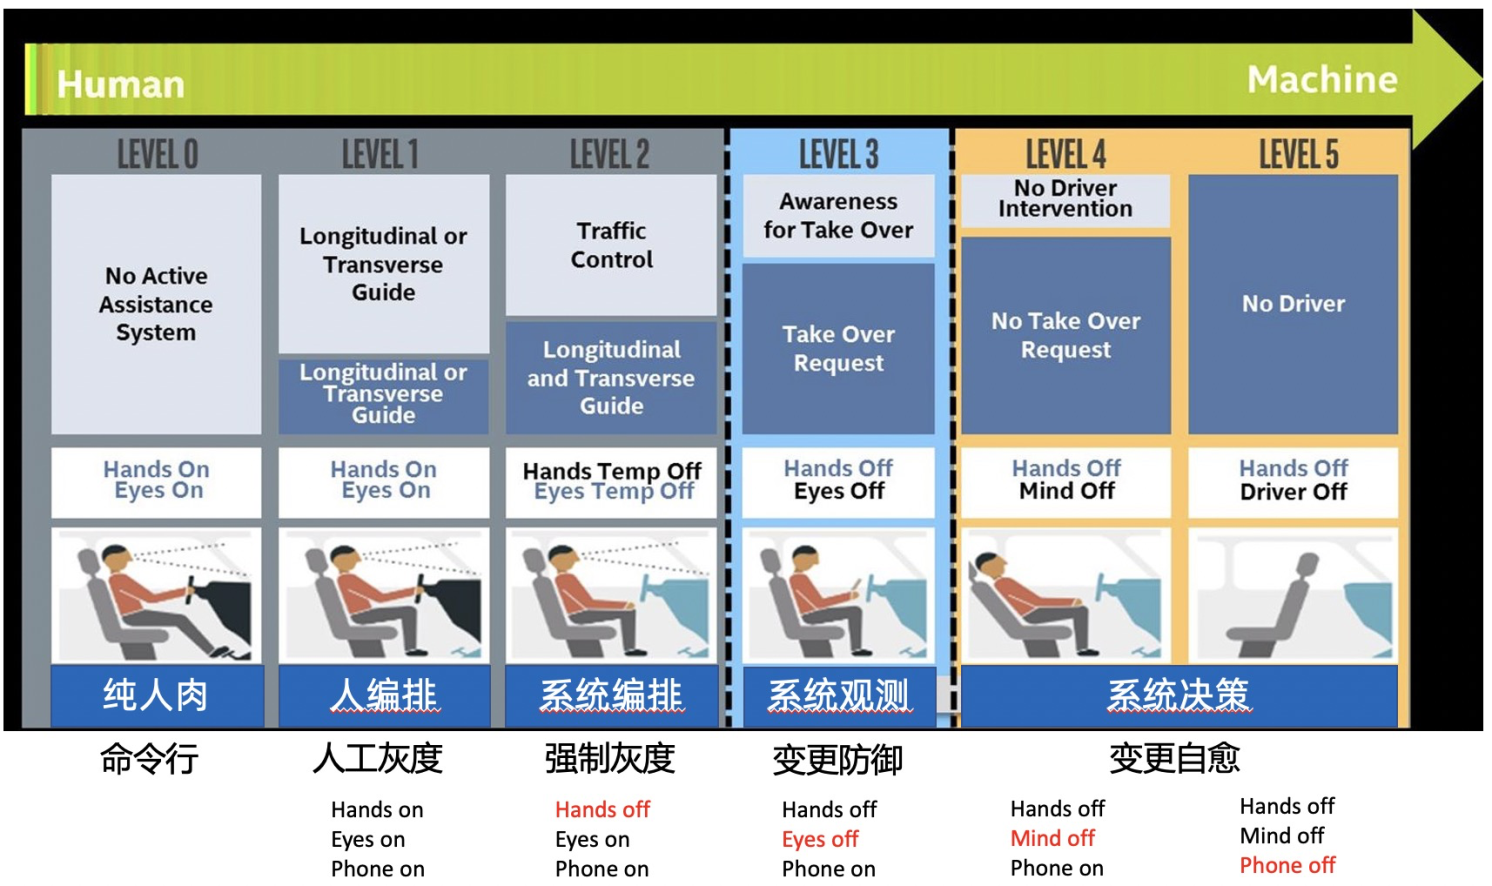 Human
Machine
LEVEL 0
LEVEL 1
LEVEL 2
LEVEL 3
LEVEL 4
LEVEL 5
No Active
Assistance
System
Longitudinal or
Transverse
Guide
Longitudinal or
Transverse
Guide
Traffic
Control
Longitudinal
and Transverse
Guide
Awareness
for Take Over
Take Over
Request
No Driver
Intervention
No Take Over
Request
No Driver
Hands On
Eyes On
Hands On
Eyes On
Hands Temp Off
Eyes Temp Off
Hands Off
Eyes Off
Hands Off
Mind Off
Hands Off
Driver Off
纯人肉
人编排
系统编排
系统观测
系统决策
命令行
人工灰度
强制灰度
变更防御
变更自愈
Hands on
Eyes on
Phone on
Hands off
Eyes on
Phone on
Hands off
Eyes off
Phone on
Hands off
Mind off
Phone on
Hands off
Mind off
Phone off